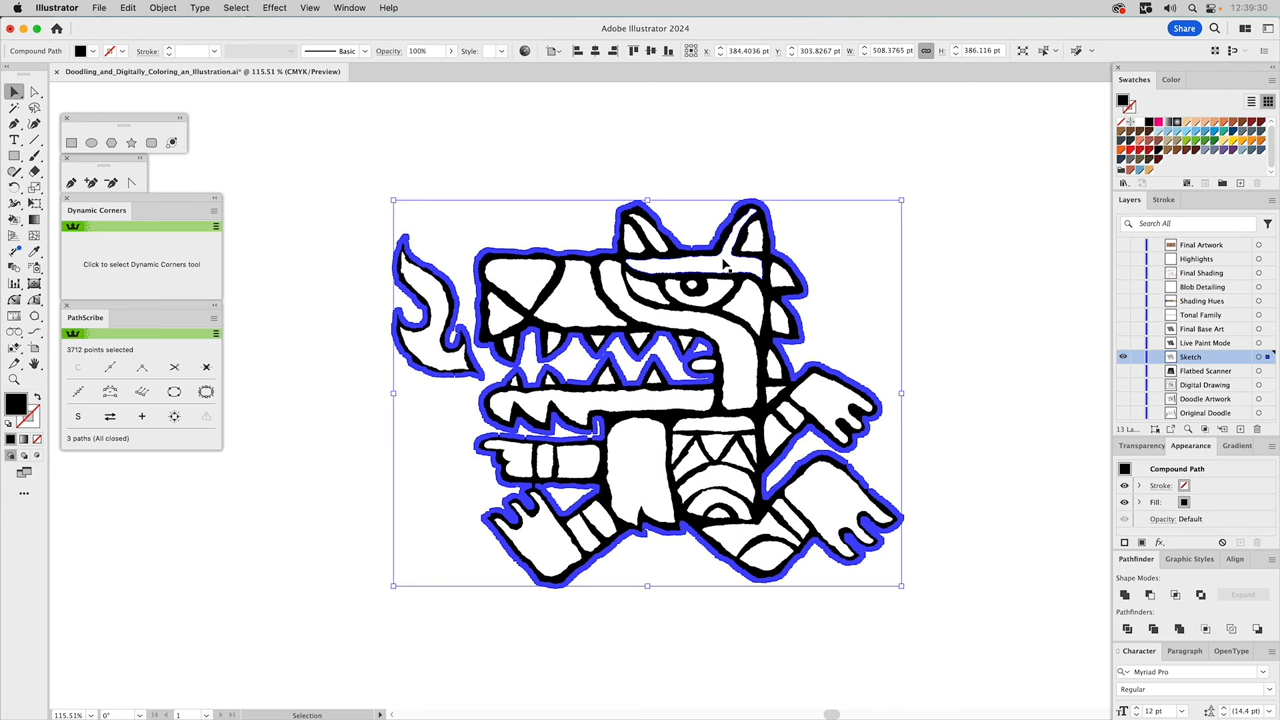 Illustrator File Edit Object Type Select Effect View Window Help 12:39:30
Adobe Illustrator 2024 Share
Compound Path Stroke: Basic Opacity: 100% Style: X: 384.4036 pt Y: 303.8267 pt W: 508.3765 pt H: 386.116 pt
Doodling_and_Digitally_Coloring_an_Illustration.ai* @ 115.51 % (CMYK/Preview)
Dynamic Corners
Click to select Dynamic Corners tool
PathScribe
3712 points selected
3 paths (All closed)
Swatches Color
Layers Stroke
Search All
Final Artwork
Highlights
Final Shading
Blob Detailing
Shading Hues
Tonal Family
Final Base Art
Live Paint Mode
Sketch
Flatbed Scanner
Digital Drawing
Doodle Artwork
Original Doodle
13 La...
Transparency Appearance Gradient
Compound Path
Stroke:
Fill:
Opacity: Default
fx
Pathfinder Graphic Styles Align
Shape Modes:
Expand
Pathfinders:
Character Paragraph OpenType
Myriad Pro
Regular
12 pt (14.4 pt)
115.51% 0° 1 Selection